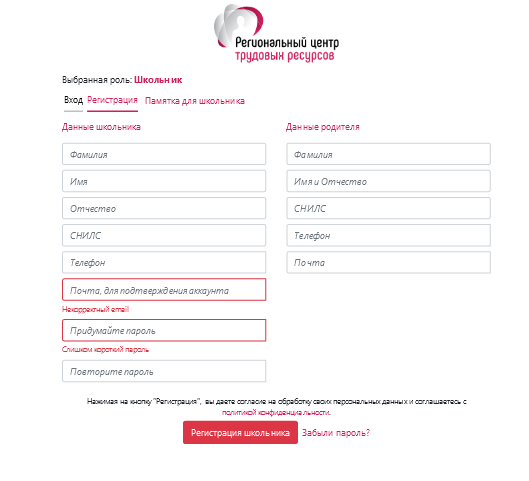 Региональный центр
трудовых ресурсов
Выбранная роль: Школьник
Вход Регистрация Памятка для школьника
Данные школьника
Фамилия
Имя
Отчество
СНИЛС
Телефон
Почта, для подтверждения аккаунта
Некорректный email
Придумайте пароль
Слишком короткий пароль
Повторите пароль
Данные родителя
Фамилия
Имя и Отчество
СНИЛС
Телефон
Почта
Нажимая на кнопку "Регистрация", вы даете согласие на обработку своих персональных данных и соглашаетесь с
политикой конфиденциальности.
Регистрация школьника Забыли пароль?